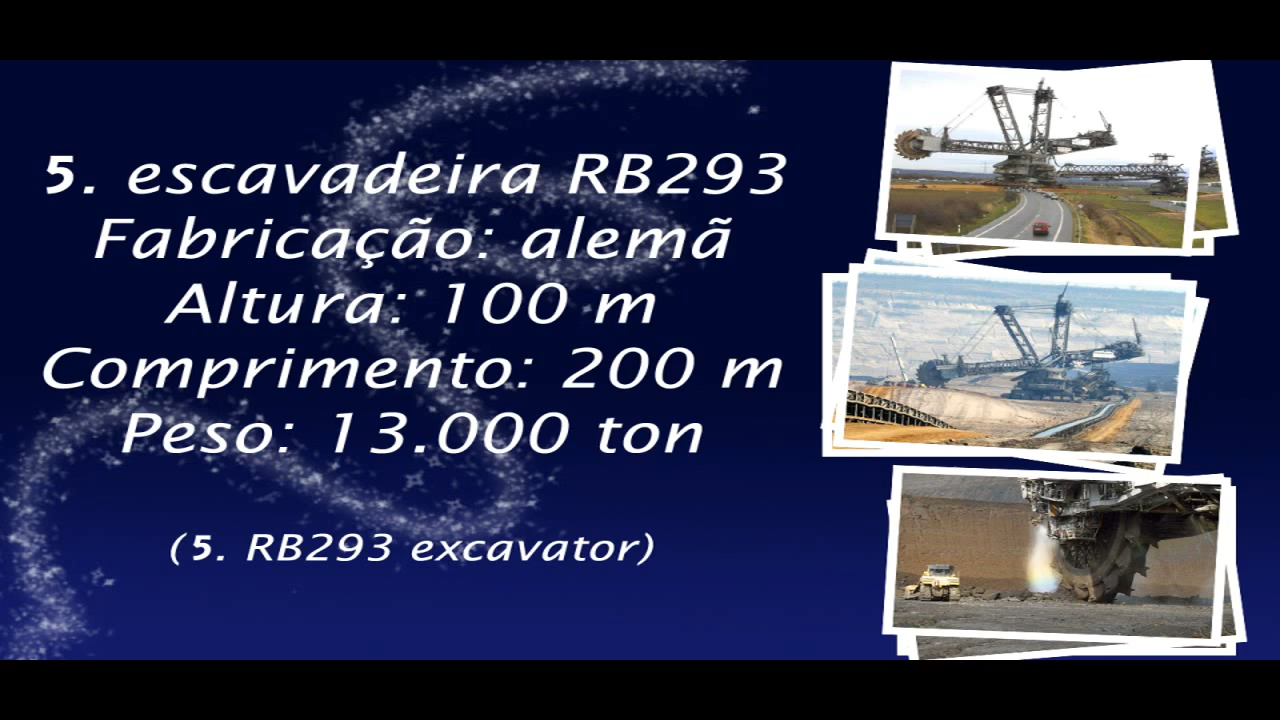 5. escavadeira RB293
Fabricação: alemã
Altura: 100 m
Comprimento: 200 m
Peso: 13.000 ton
(5. RB293 excavator)